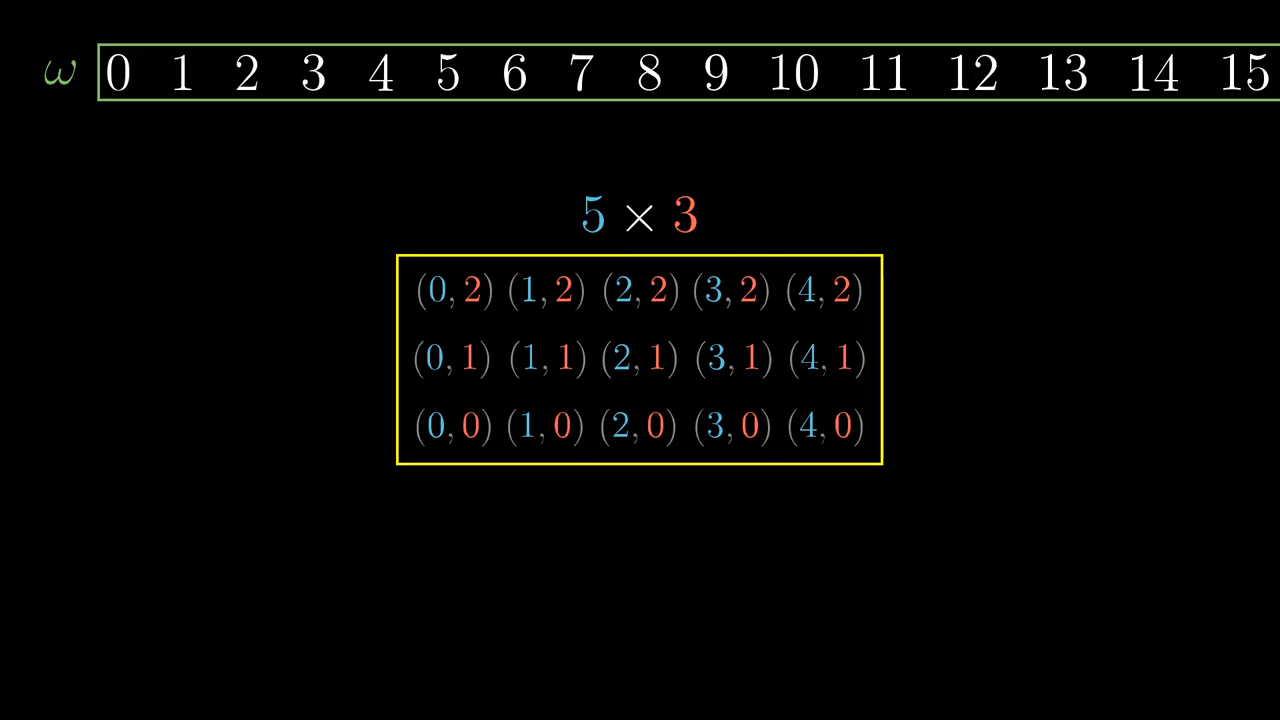 ω 0 1 2 3 4 5 6 7 8 9 10 11 12 13 14 15
5 × 3
(0, 2) (1, 2) (2, 2) (3, 2) (4, 2)
(0, 1) (1, 1) (2, 1) (3, 1) (4, 1)
(0, 0) (1, 0) (2, 0) (3, 0) (4, 0)